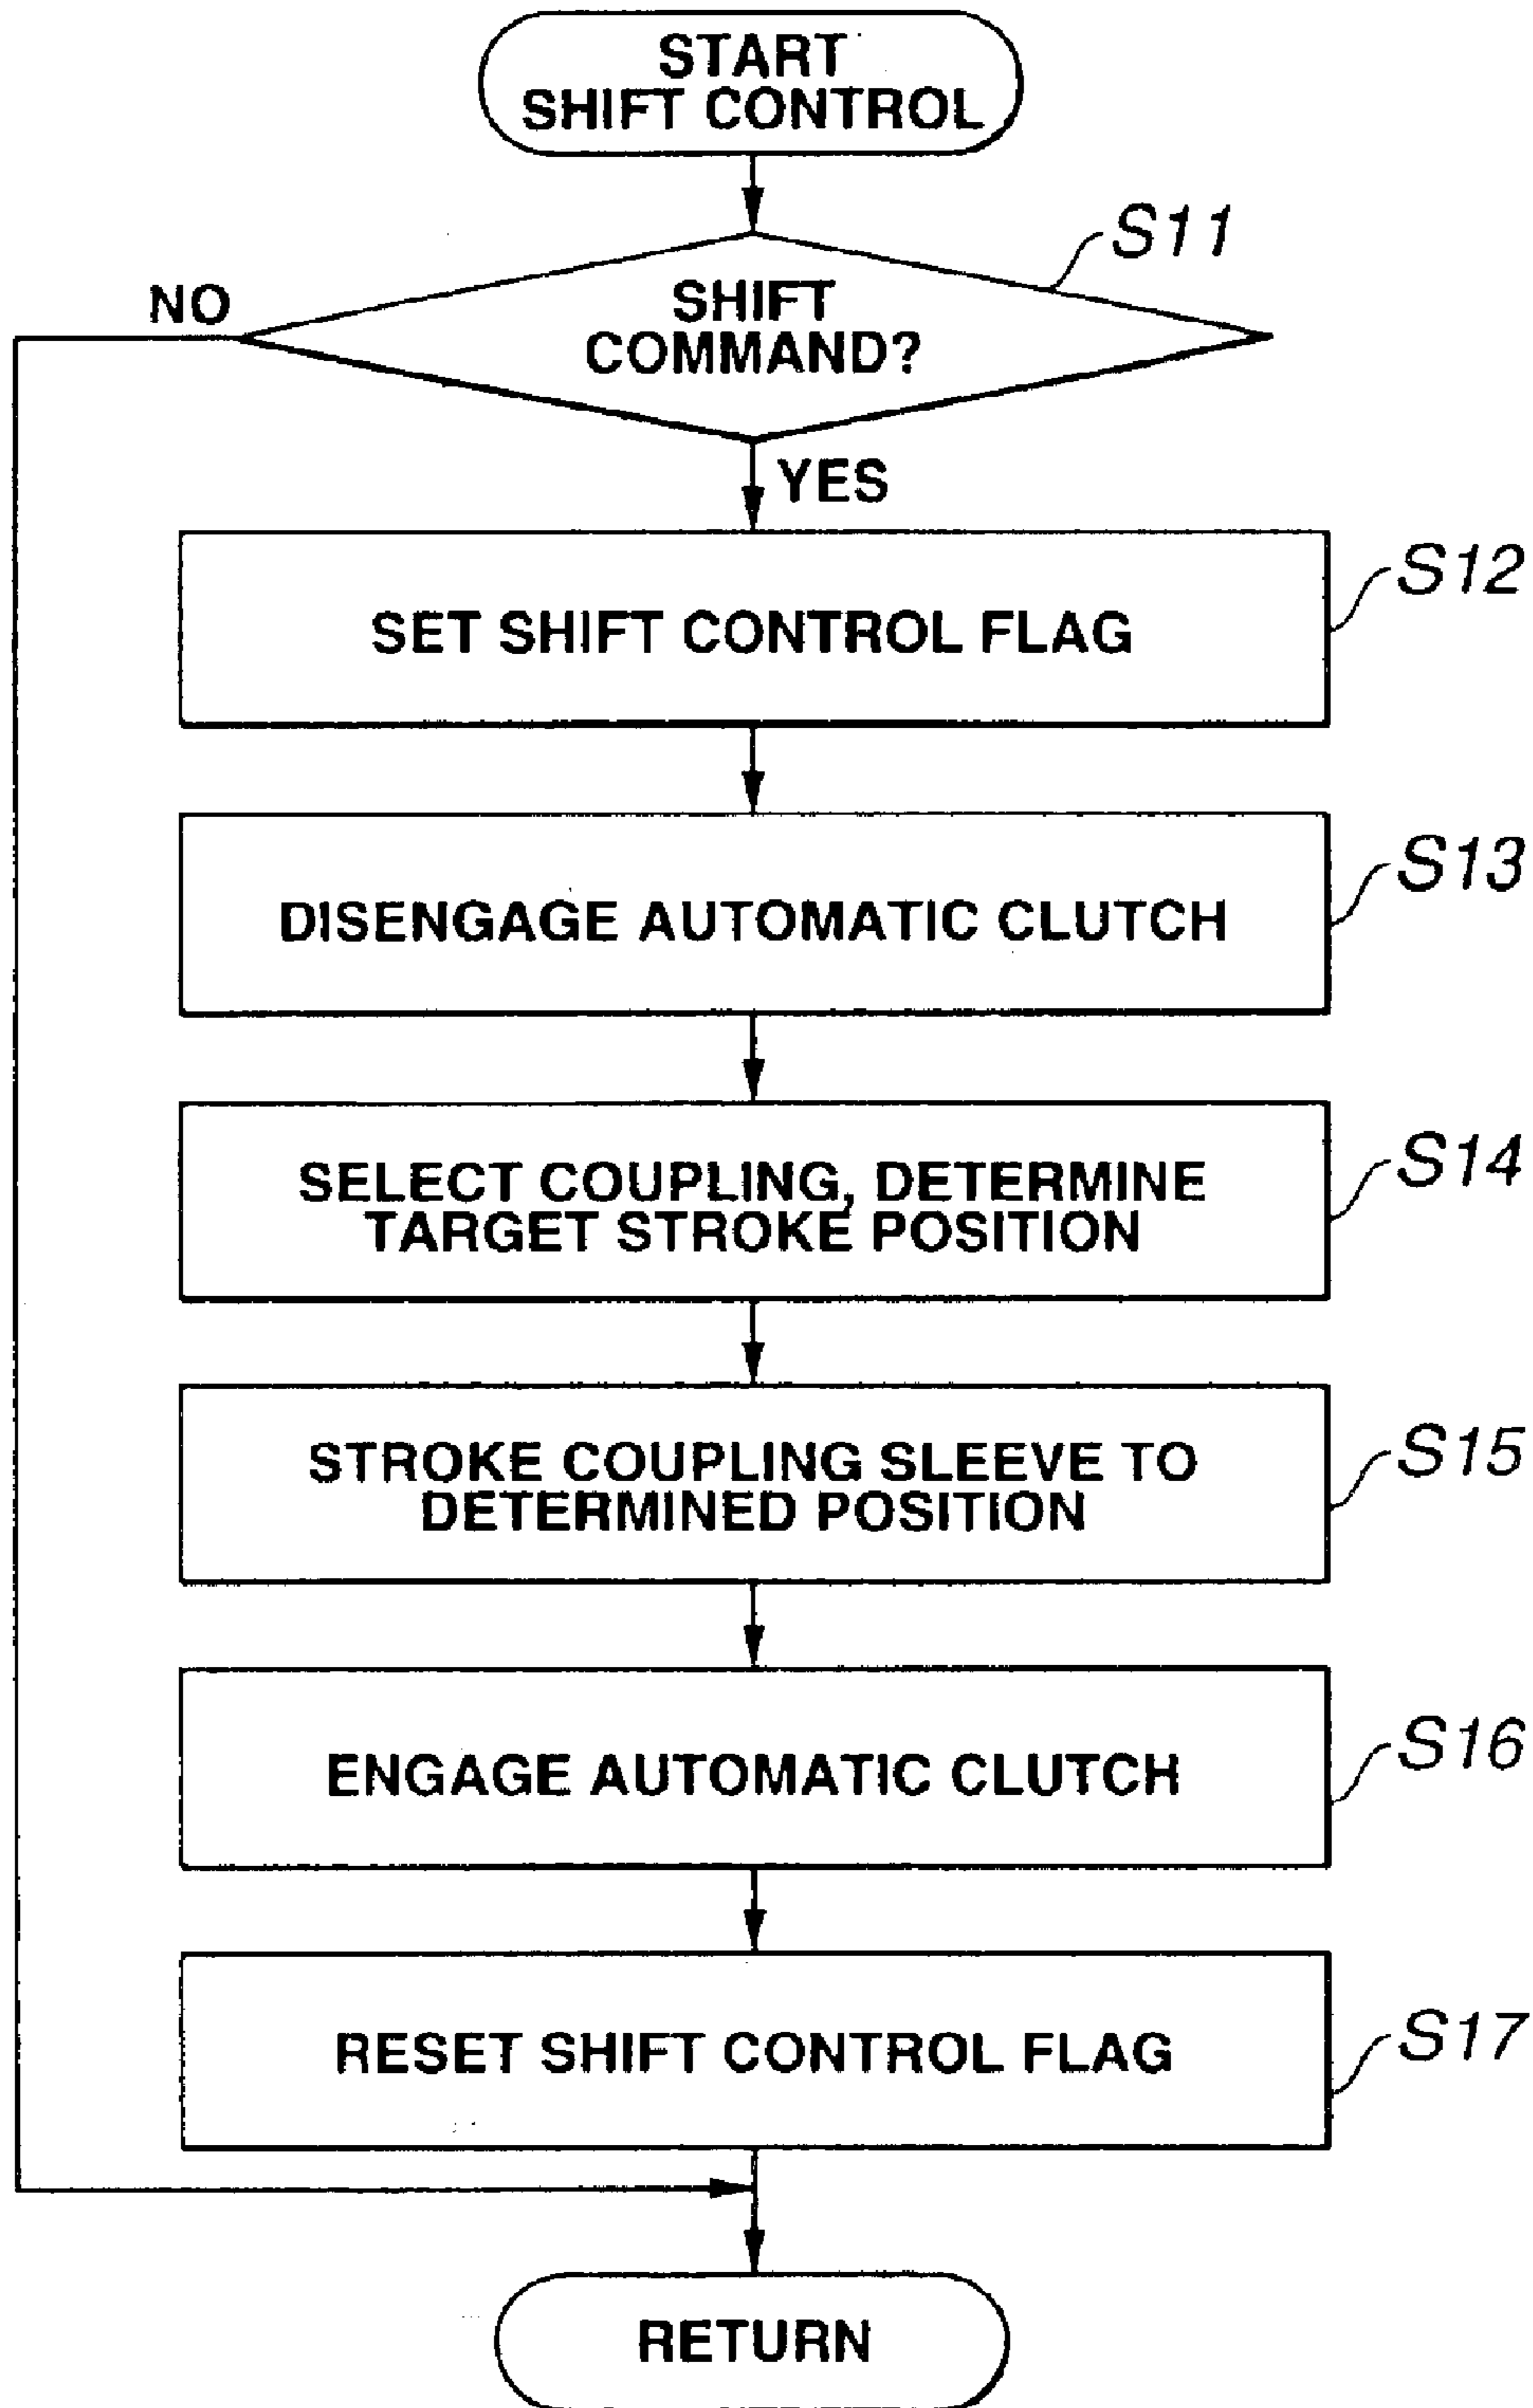 START
SHIFT CONTROL
S11
NO
SHIFT
COMMAND?
YES
S12
SET SHIFT CONTROL FLAG
S13
DISENGAGE AUTOMATIC CLUTCH
S14
SELECT COUPLING, DETERMINE
TARGET STROKE POSITION
S15
STROKE COUPLING SLEEVE TO
DETERMINED POSITION
S16
ENGAGE AUTOMATIC CLUTCH
S17
RESET SHIFT CONTROL FLAG
RETURN